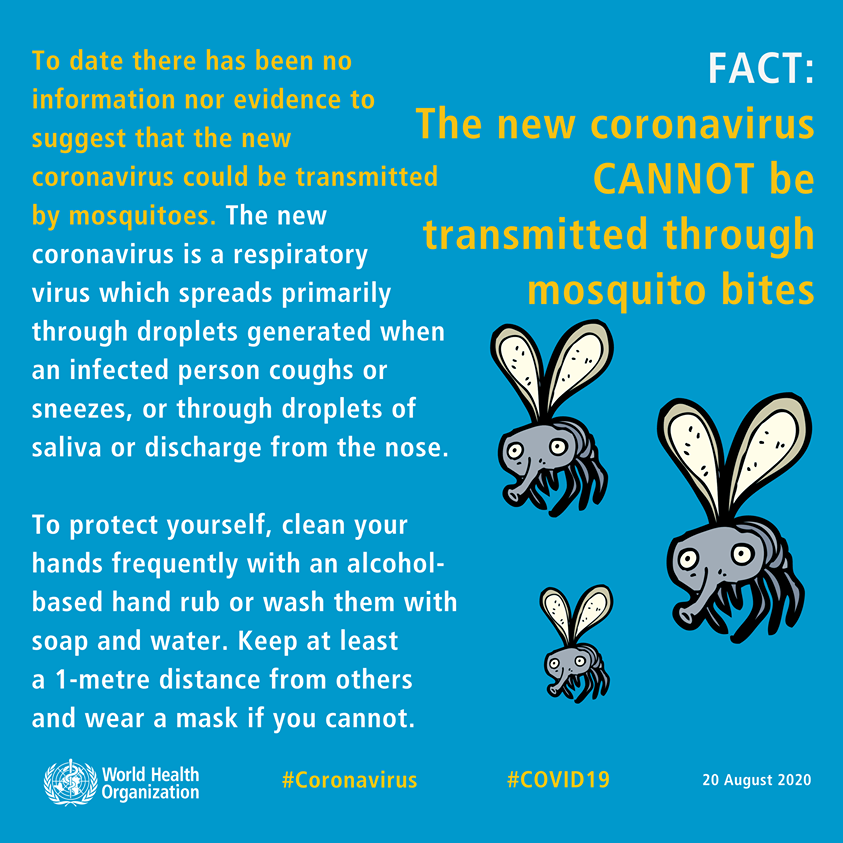 To date there has been no
information nor evidence to
suggest that the new
coronavirus could be transmitted
by mosquitoes. The new
coronavirus is a respiratory
virus which spreads primarily
through droplets generated when
an infected person coughs or
sneezes, or through droplets of
saliva or discharge from the nose.
To protect yourself, clean your
hands frequently with an alcohol-
based hand rub or wash them with
soap and water. Keep at least
a 1-metre distance from others
and wear a mask if you cannot.
FACT:
The new coronavirus
CANNOT be
transmitted through
mosquito bites
World Health
Organization
#Coronavirus
#COVID19
20 August 2020